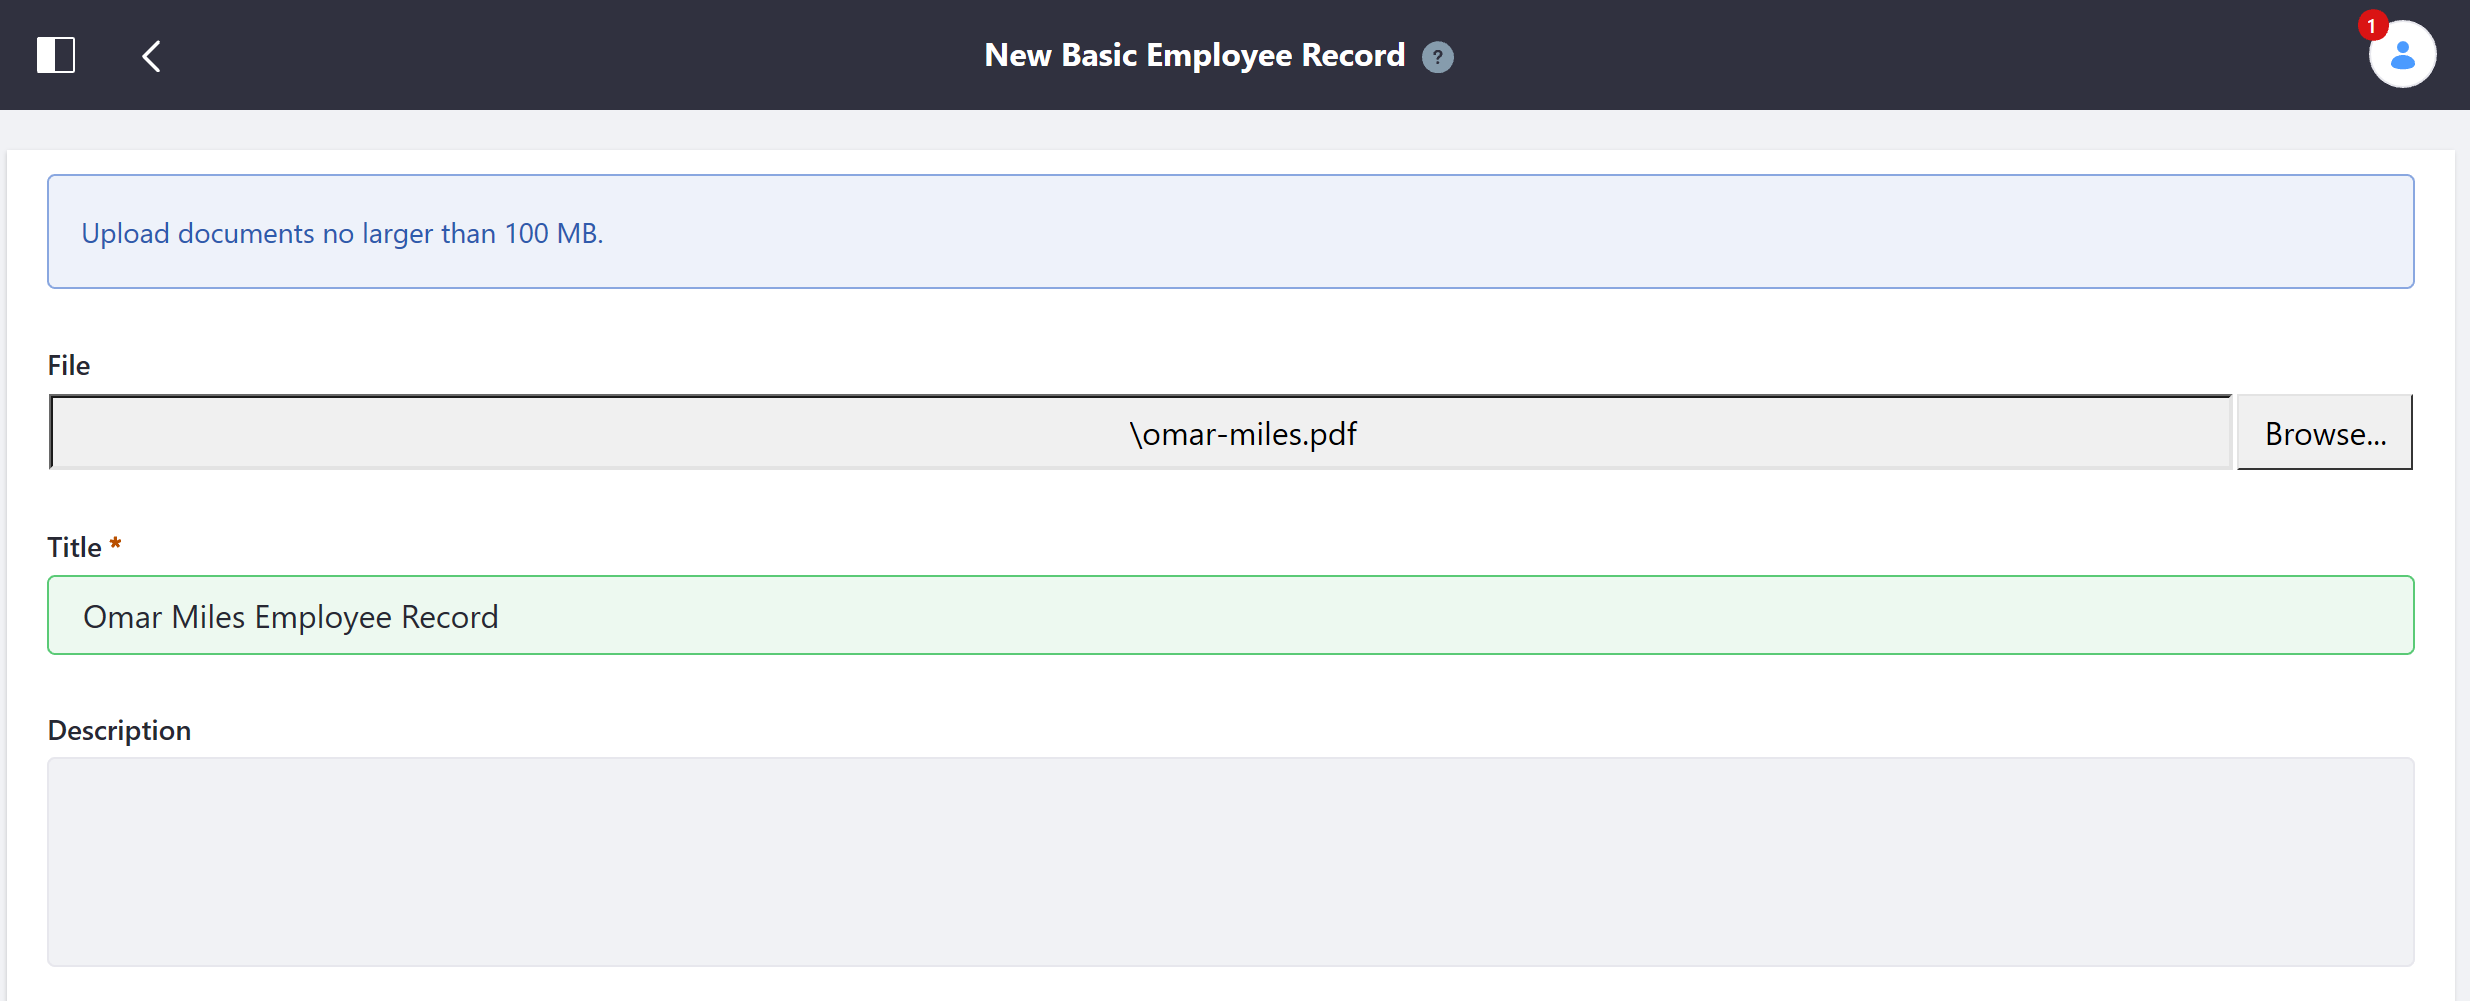 New Basic Employee Record ?
1
Upload documents no larger than 100 MB.
File
\omar-miles.pdf Browse...
Title *
Omar Miles Employee Record
Description